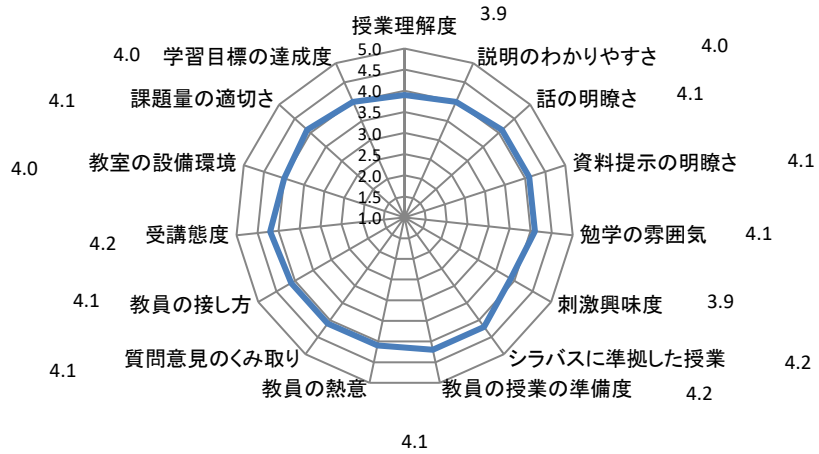 授業理解度 3.9
説明のわかりやすさ 4.0
話の明瞭さ 4.1
資料提示の明瞭さ 4.1
勉学の雰囲気 4.1
刺激興味度 3.9
シラバスに準拠した授業 4.2
教員の授業の準備度 4.2
教員の熱意 4.1
質問意見のくみ取り 4.1
教員の接し方 4.1
受講態度 4.2
教室の設備環境 4.0
課題量の適切さ 4.1
学習目標の達成度 4.0
5.0
4.5
4.0
3.5
3.0
2.5
2.0
1.5
1.0